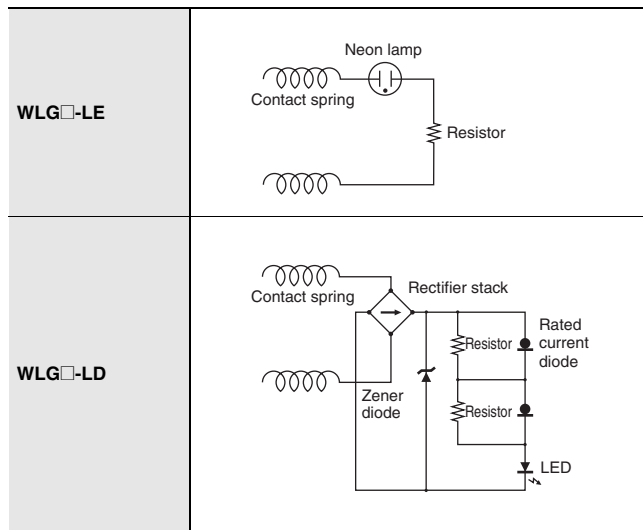 WLG□-LE
Neon lamp
Contact spring
Resistor
WLG□-LD
Contact spring
Rectifier stack
Zener
diode
Resistor
Rated
current
diode
Resistor
LED